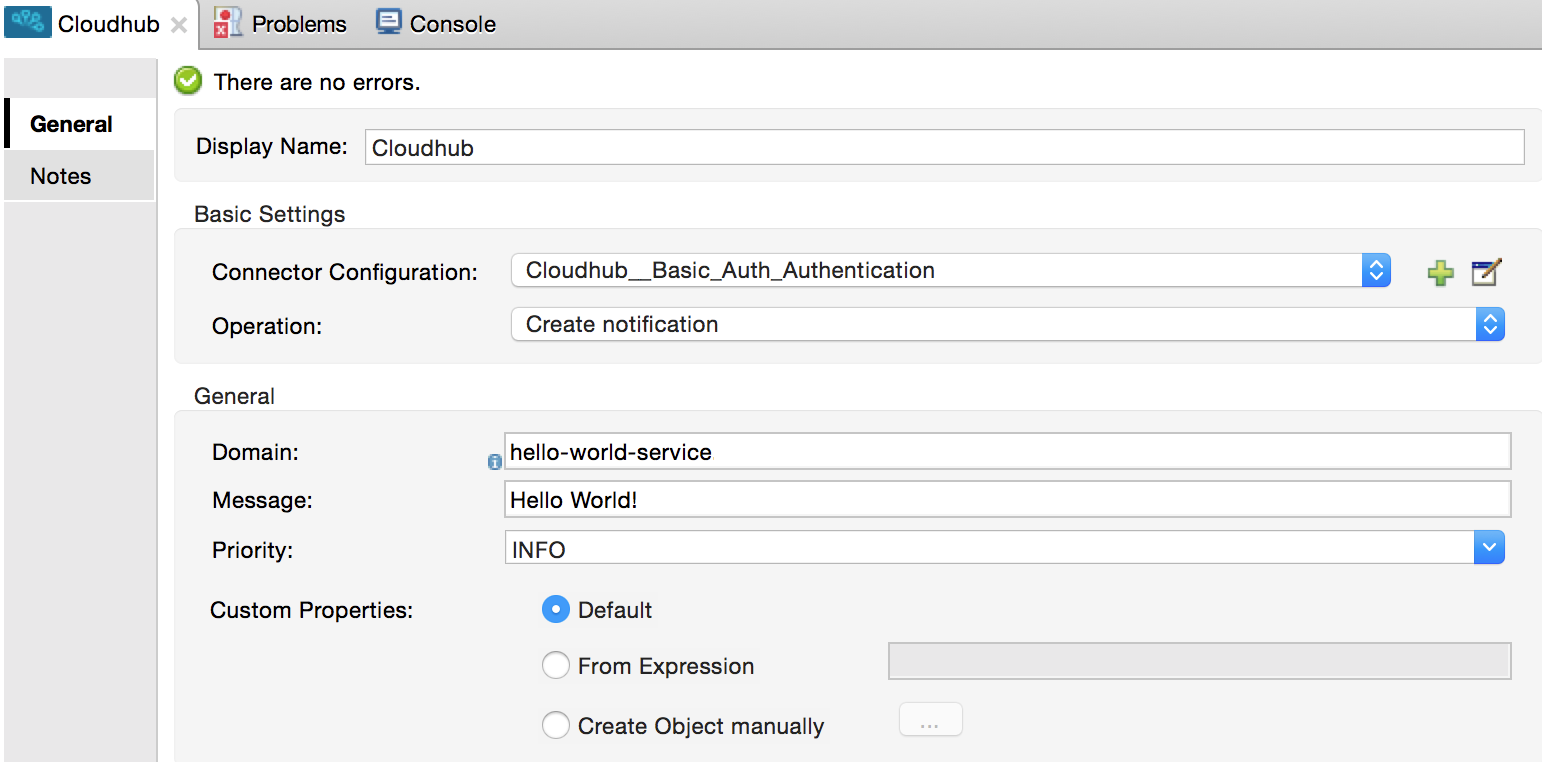 Cloudhub Problems Console
There are no errors.
General
Display Name: Cloudhub
Notes
Basic Settings
Connector Configuration: Cloudhub__Basic_Auth_Authentication
Operation: Create notification
General
Domain: hello-world-service
Message: Hello World!
Priority: INFO
Custom Properties: Default
From Expression
Create Object manually ...